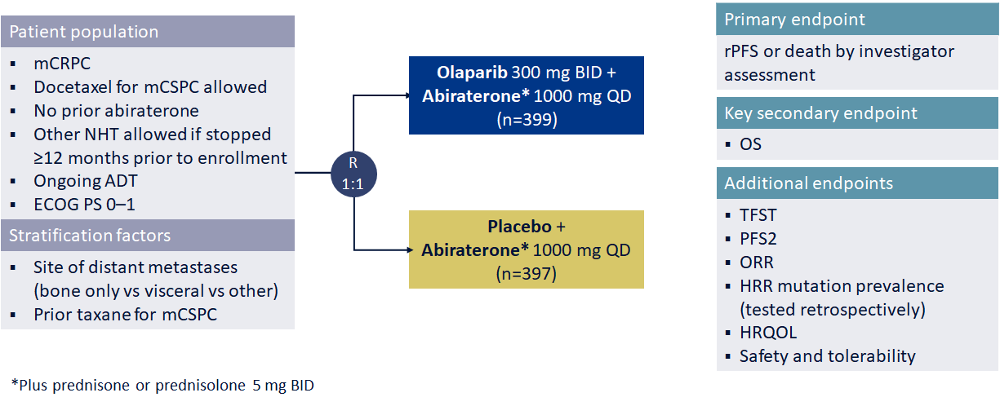 Patient population
▪ mCRPC
▪ Docetaxel for mCSPC allowed
▪ No prior abiraterone
▪ Other NHT allowed if stopped
≥12 months prior to enrollment
▪ Ongoing ADT
▪ ECOG PS 0–1
Stratification factors
▪ Site of distant metastases
(bone only vs visceral vs other)
▪ Prior taxane for mCSPC
R
1:1
Olaparib 300 mg BID +
Abiraterone* 1000 mg QD
(n=399)
Placebo +
Abiraterone* 1000 mg QD
(n=397)
Primary endpoint
rPFS or death by investigator
assessment
Key secondary endpoint
▪ OS
Additional endpoints
▪ TFST
▪ PFS2
▪ ORR
▪ HRR mutation prevalence
(tested retrospectively)
▪ HRQOL
▪ Safety and tolerability
*Plus prednisone or prednisolone 5 mg BID